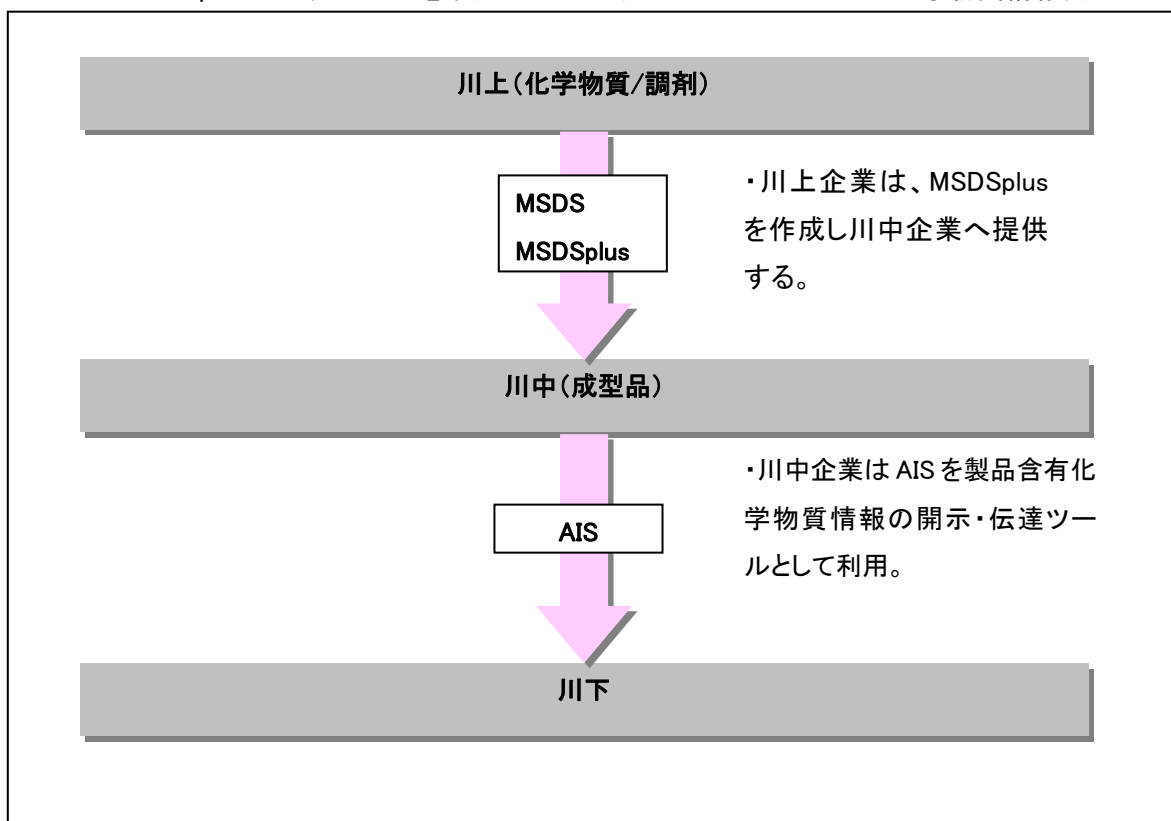 川上(化学物質/調剤)
MSDS
MSDSplus
・川上企業は、MSDSplus
を作成し川中企業へ提供
する。
川中(成型品)
AIS
・川中企業は AIS を製品含有化
学物質情報の開示・伝達ツー
ルとして利用。
川下